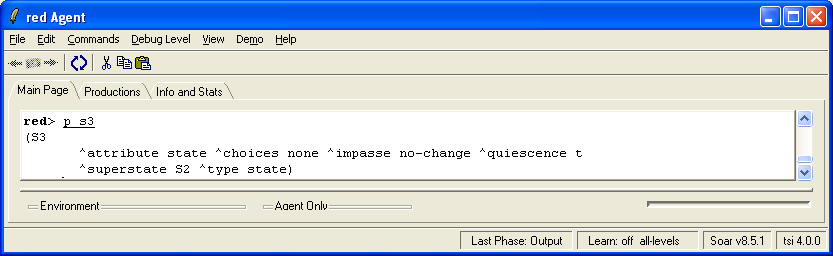 red Agent
File Edit Commands Debug Level View Demo Help
Main Page Productions Info and Stats
red> p s3
(S3
^attribute state ^choices none ^impasse no-change ^quiescence t
^superstate S2 ^type state)
Environment Agent Only
Last Phase: Output Learn: off all-levels Soar v8.5.1 tsi 4.0.0